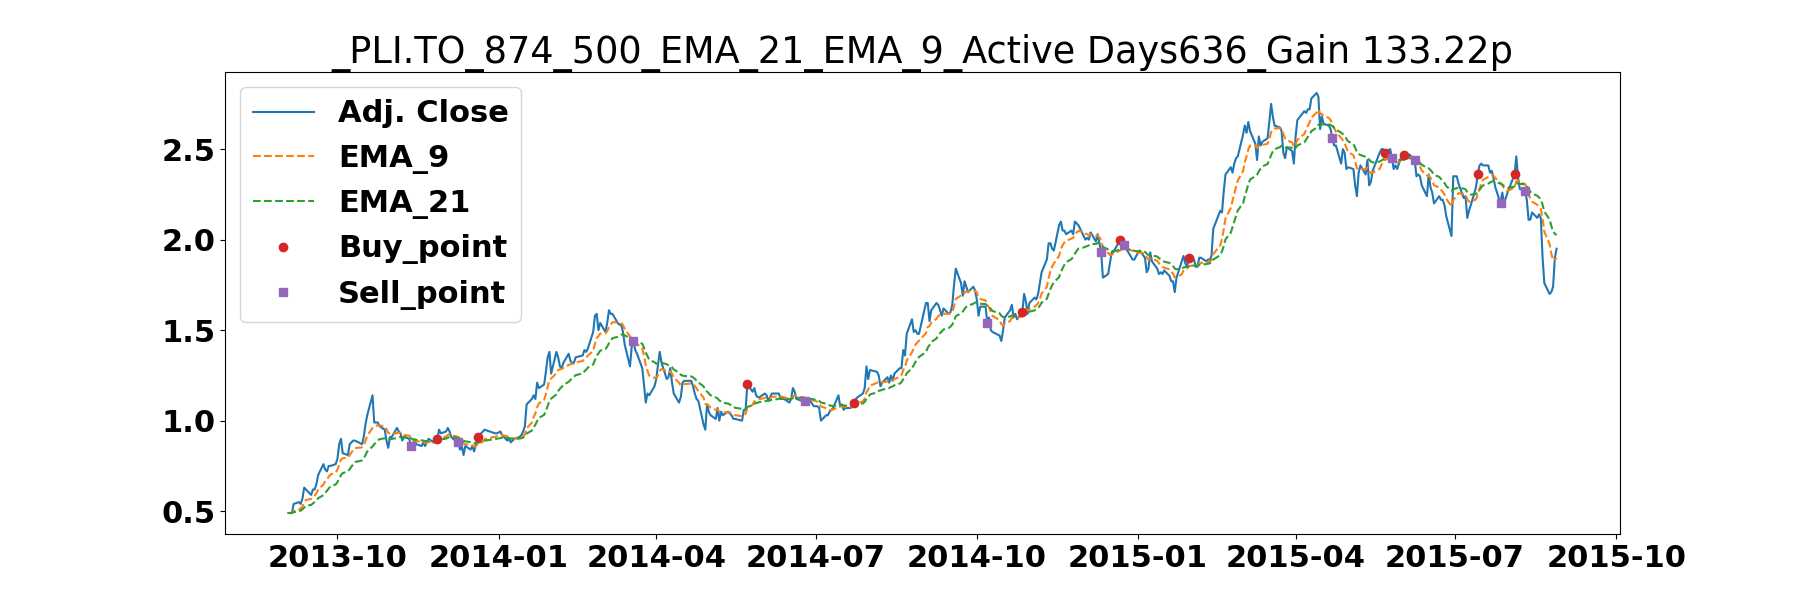 _PLI.TO_874_500_EMA_21_EMA_9_Active Days636_Gain 133.22p
Adj. Close
EMA_9
EMA_21
Buy_point
Sell_point
2.5
2.0
1.5
1.0
0.5
2013-10 2014-01 2014-04 2014-07 2014-10 2015-01 2015-04 2015-07 2015-10